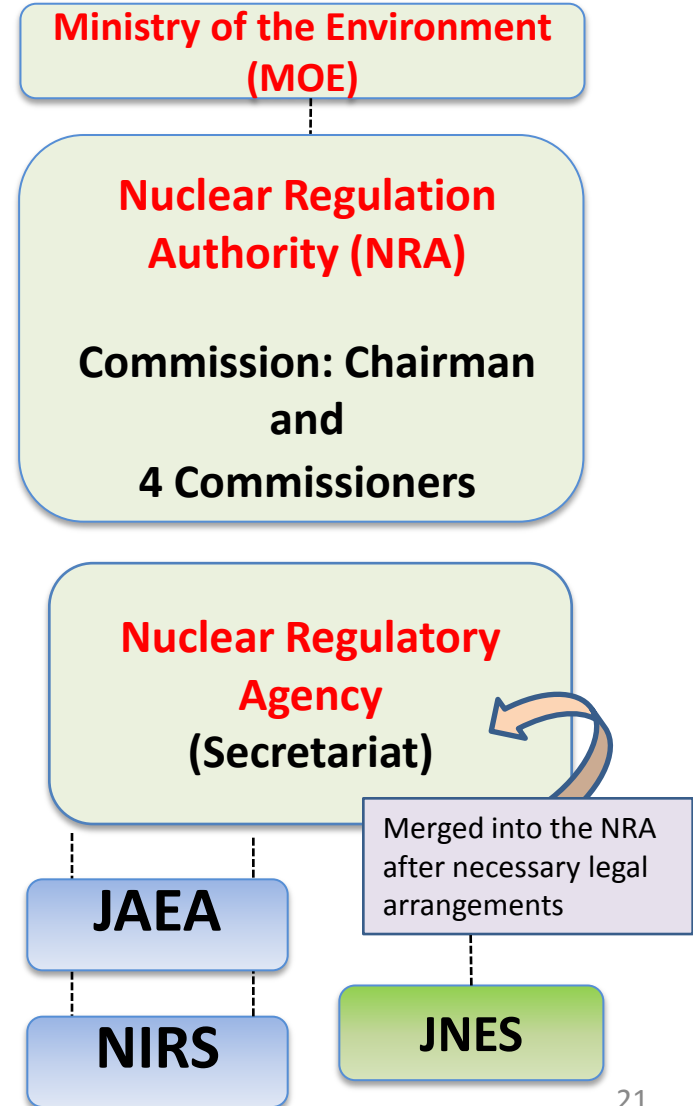 Ministry of the Environment
(MOE)
Nuclear Regulation
Authority (NRA)
Commission: Chairman
and
4 Commissioners
Nuclear Regulatory
Agency
(Secretariat)
Merged into the NRA
after necessary legal
arrangements
JAEA
NIRS
JNES
21